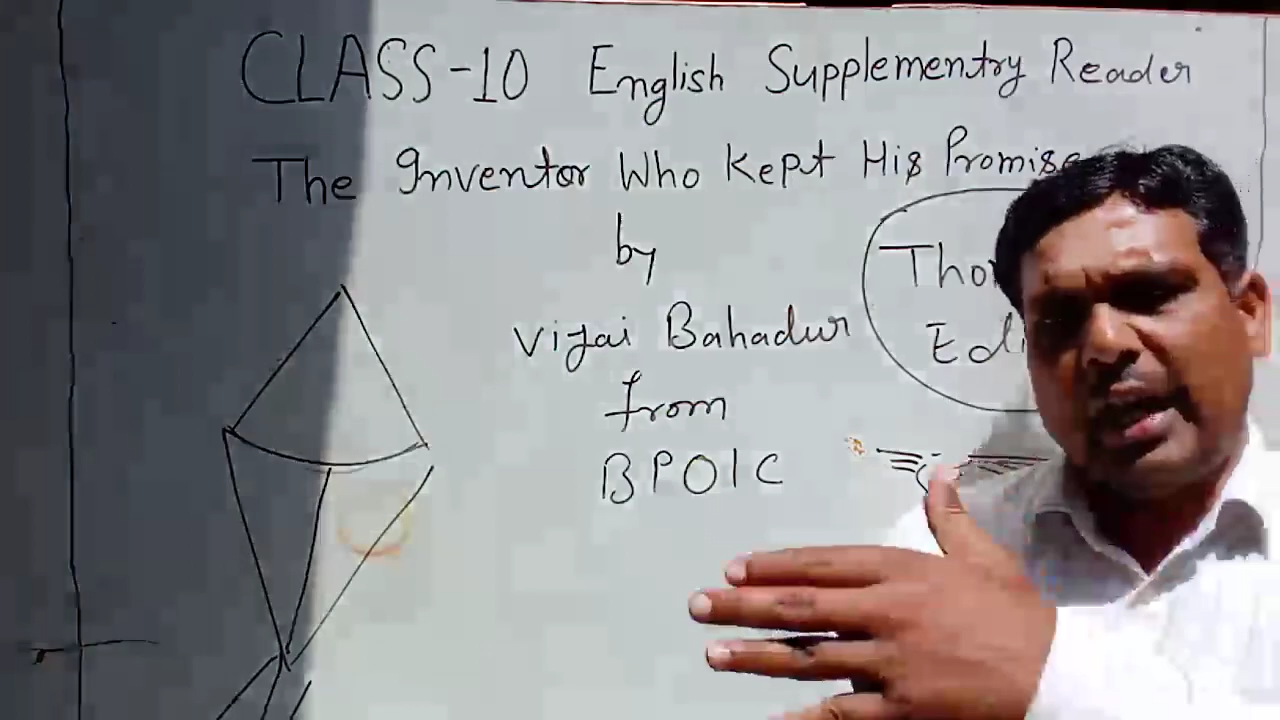 CLASS-10 English Supplementry Reader
The Inventor Who Kept His Promise
by
Vijai Bahadur
from
BPOIC